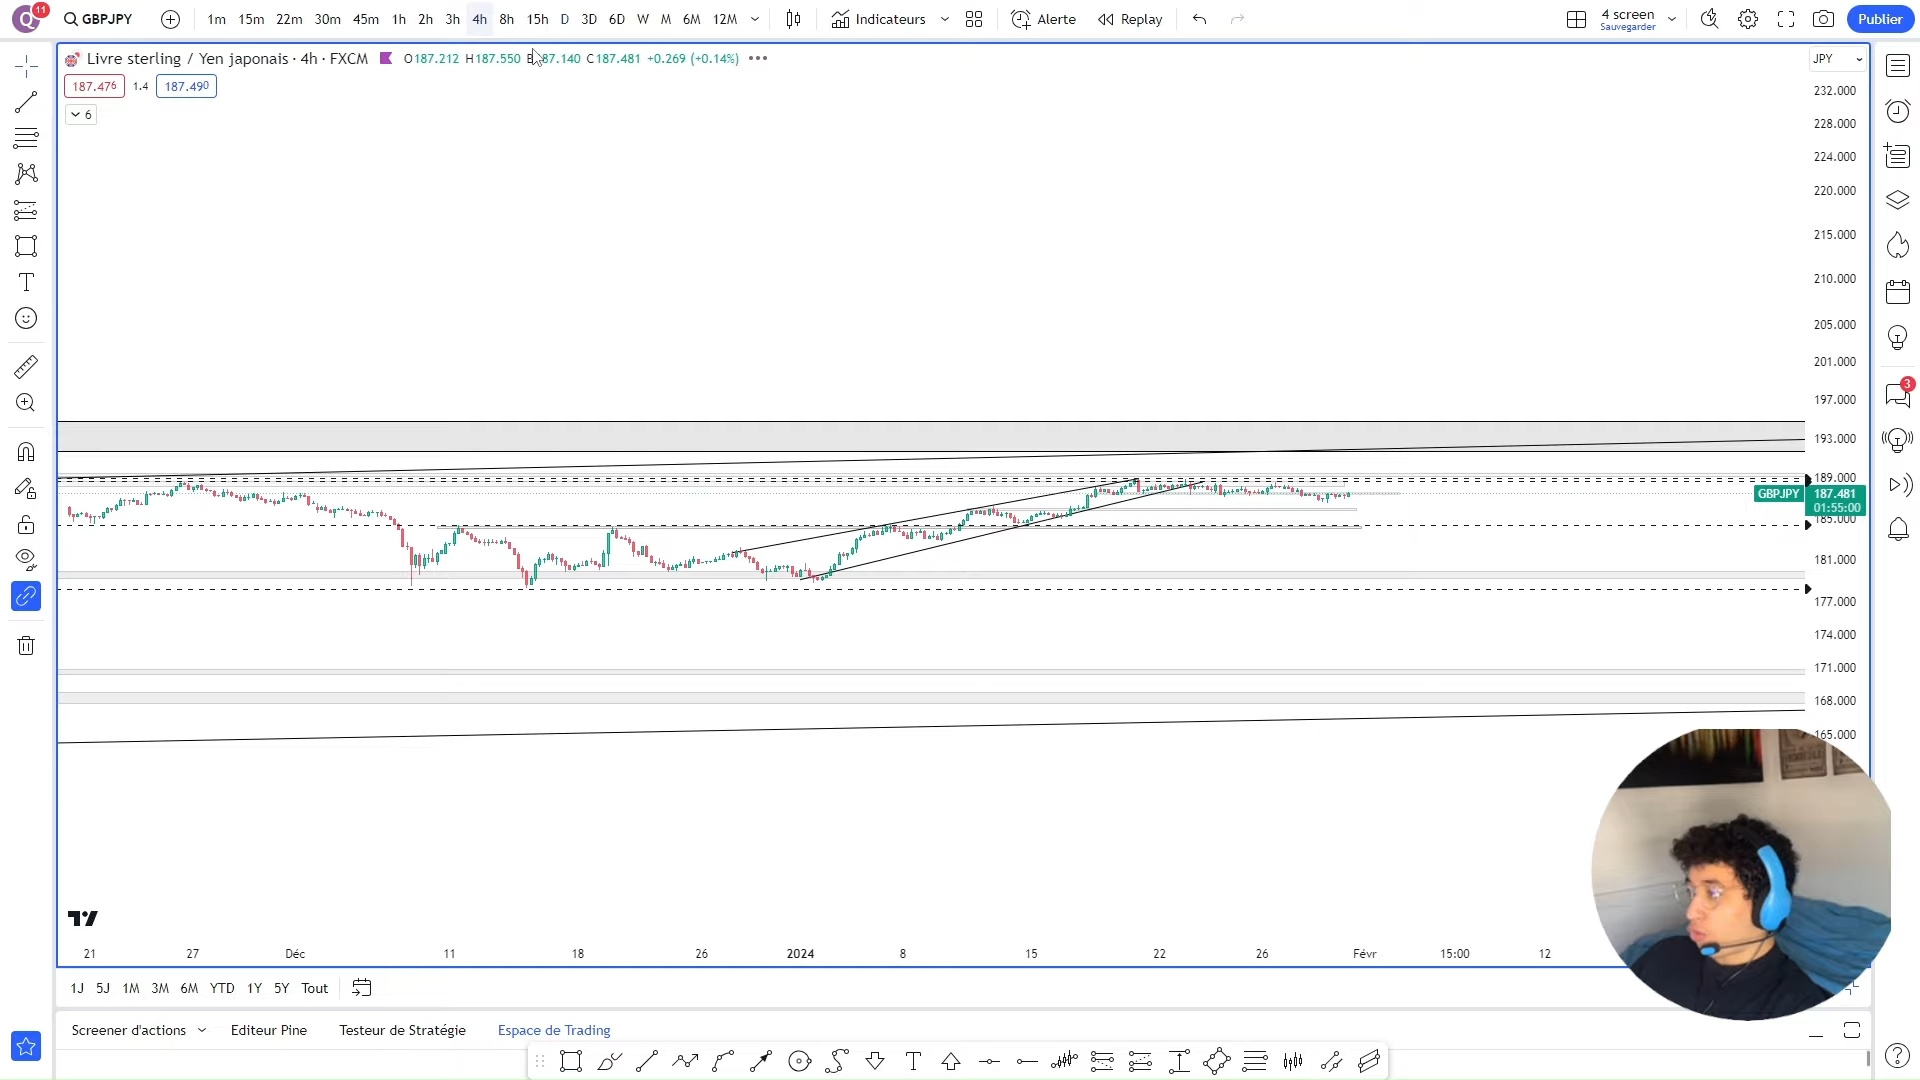 Q 11 GBPJPY 1m 15m 22m 30m 45m 1h 2h 3h 4h 8h 15h D 3D 6D W M 6M 12M Indicateurs Alerte Replay 4 screen Publier
Sauvegarder
Livre sterling / Yen japonais · 4h · FXCM O187.212 H187.550 B187.140 C187.481 +0.269 (+0.14%) JPY
187.476 1.4 187.490
6
232.000
228.000
224.000
220.000
215.000
210.000
205.000
201.000
197.000
193.000
189.000
GBPJPY 187.481
01:55:00
185.000
181.000
177.000
174.000
171.000
168.000
165.000
3
21 27 Déc 11 18 26 2024 8 15 22 26 Févr 15:00 12
1J 5J 1M 3M 6M YTD 1Y 5Y Tout
Screener d'actions Editeur Pine Testeur de Stratégie Espace de Trading